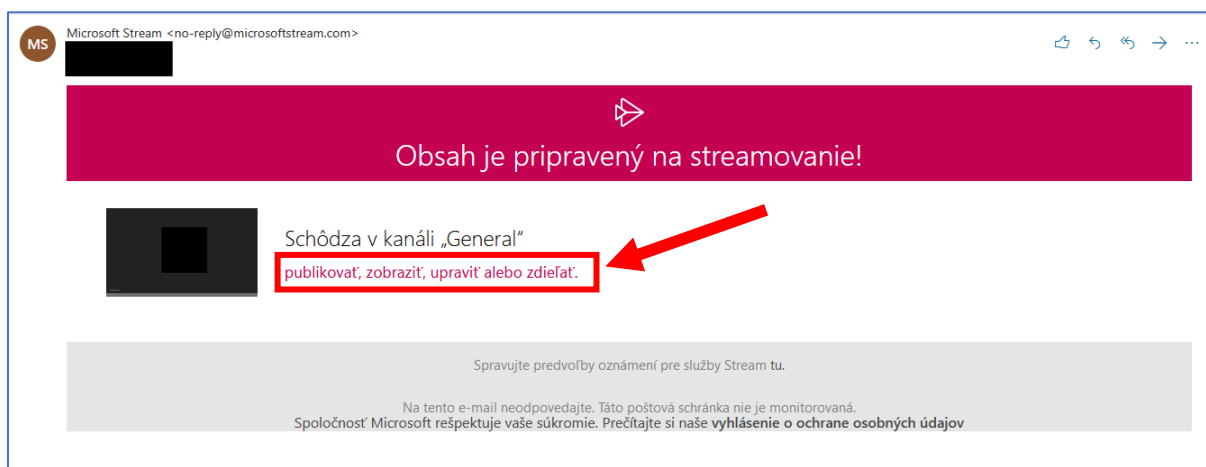 MS
Microsoft Stream <no-reply@microsoftstream.com>
Obsah je pripravený na streamovanie!
Schôdza v kanáli „General“
publikovať, zobraziť, upraviť alebo zdieľať.
Spravujte predvoľby oznámení pre službu Stream tu.
Na tento e-mail neodpovedajte. Táto poštová schránka nie je monitorovaná.
Spoločnosť Microsoft rešpektuje vaše súkromie. Prečítajte si naše vyhlásenie o ochrane osobných údajov